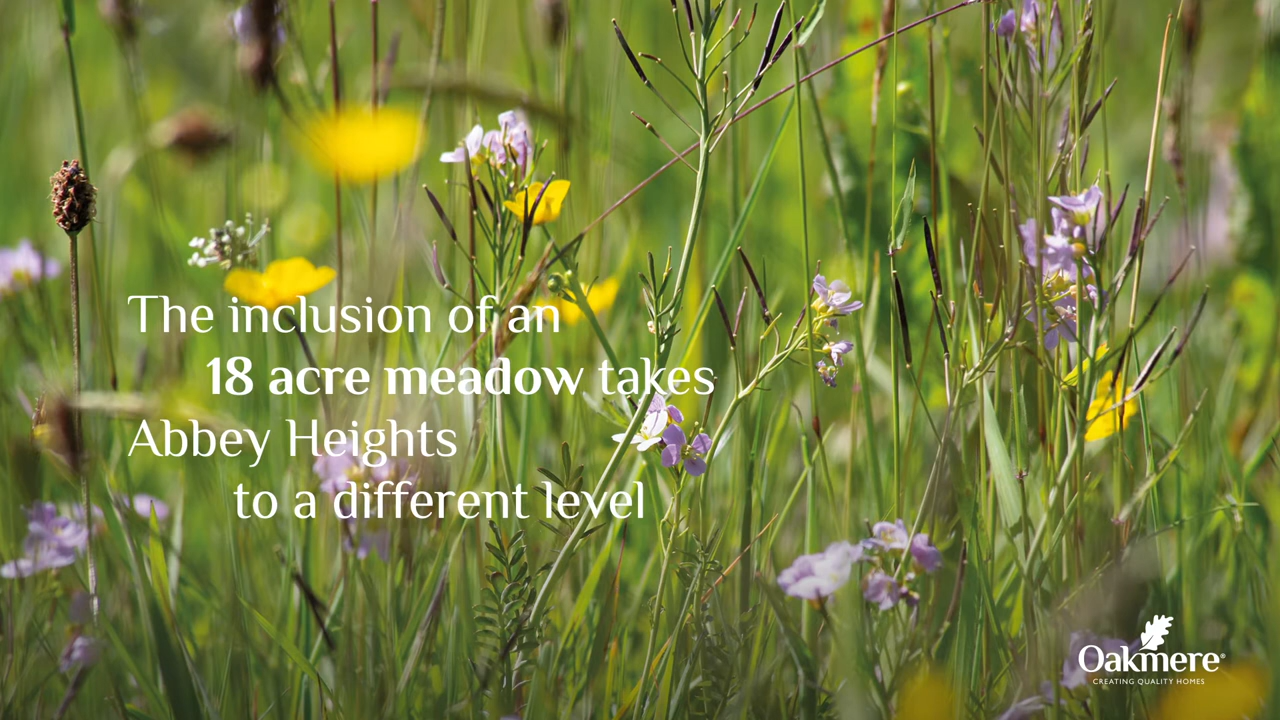 The inclusion of an
18 acre meadow takes
Abbey Heights
to a different level
Oakmere®
CREATING QUALITY HOMES